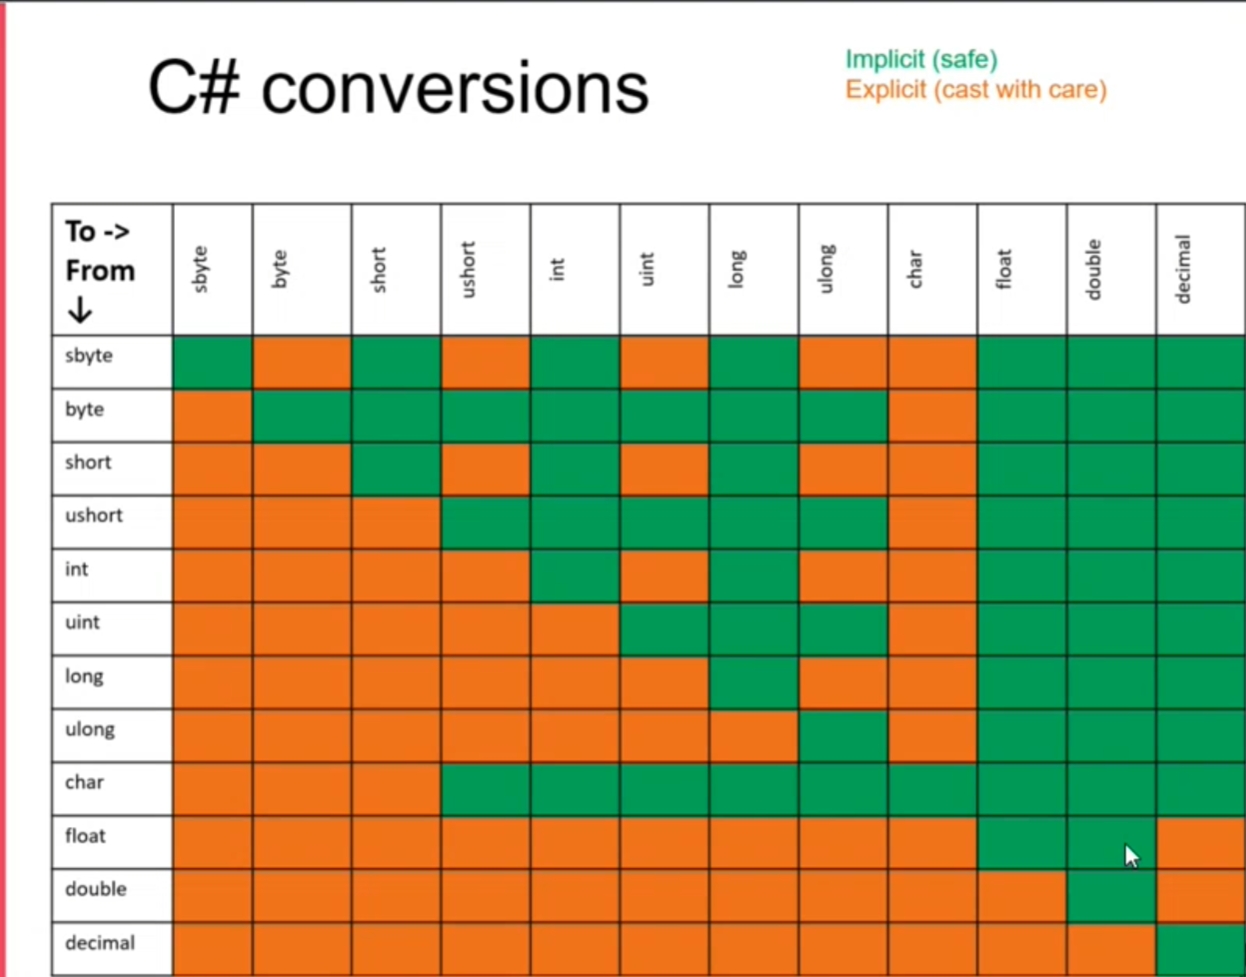 C# conversions
Implicit (safe)
Explicit (cast with care)
To ->
From
↓
sbyte
byte
short
ushort
int
uint
long
ulong
char
float
double
decimal
sbyte
byte
short
ushort
int
uint
long
ulong
char
float
double
decimal